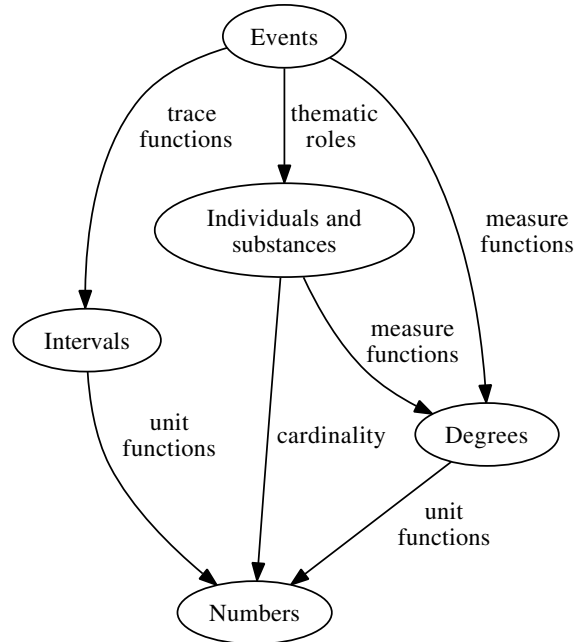 Events
trace
functions
thematic
roles
measure
functions
Individuals and
substances
Intervals
measure
functions
unit
functions
cardinality
Degrees
unit
functions
Numbers